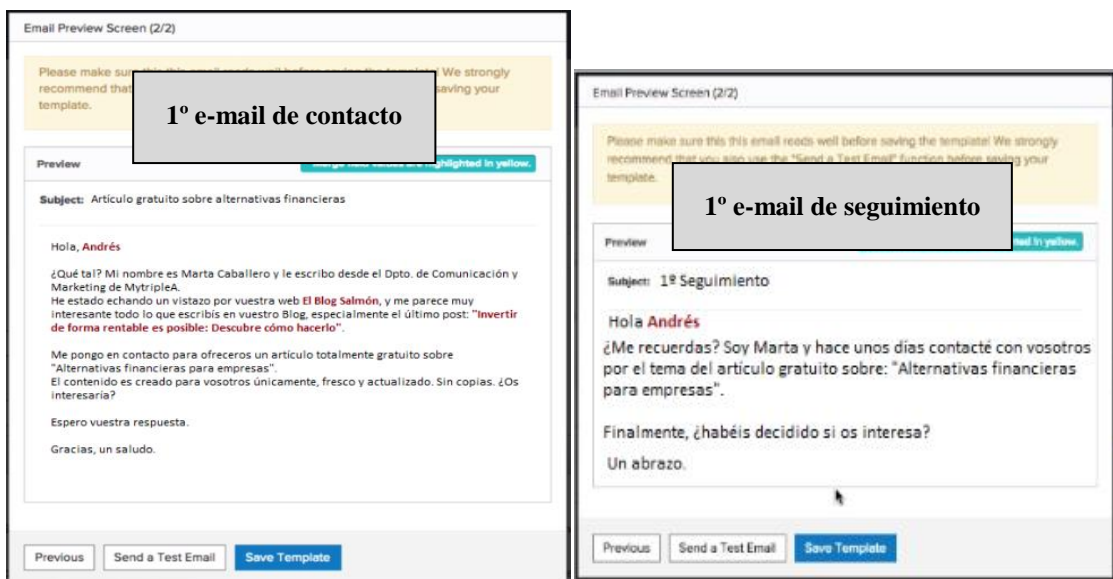 Email Preview Screen (2/2)
Please make sure this this email reads well before saving the template! We strongly
recommend that
saving your
template.
1º e-mail de contacto
Preview
highlighted in yellow.
Subject: Artículo gratuito sobre alternativas financieras
Hola, Andrés
¿Qué tal? Mi nombre es Marta Caballero y le escribo desde el Dpto. de Comunicación y
Marketing de MytripleA.
He estado echando un vistazo por vuestra web El Blog Salmón, y me parece muy
interesante todo lo que escribís en vuestro Blog, especialmente el último post: "Invertir
de forma rentable es posible: Descubre cómo hacerlo".
Me pongo en contacto para ofreceros un artículo totalmente gratuito sobre
"Alternativas financieras para empresas".
El contenido es creado para vosotros únicamente, fresco y actualizado. Sin copias. ¿Os
interesaría?
Espero vuestra respuesta.
Gracias, un saludo.
Previous
Send a Test Email
Save Template
Email Preview Screen (2/2)
Please make sure this this email reads well before saving the template! We strongly
recommend that you also use the "Send a Test Email" function before saving your
template.
1º e-mail de seguimiento
Preview
in yellow.
Subject: 1º Seguimiento
Hola Andrés
¿Me recuerdas? Soy Marta y hace unos días contacté con vosotros
por el tema del artículo gratuito sobre: "Alternativas financieras
para empresas".
Finalmente, ¿habéis decidido si os interesa?
Un abrazo.
Previous
Send a Test Email
Save Template